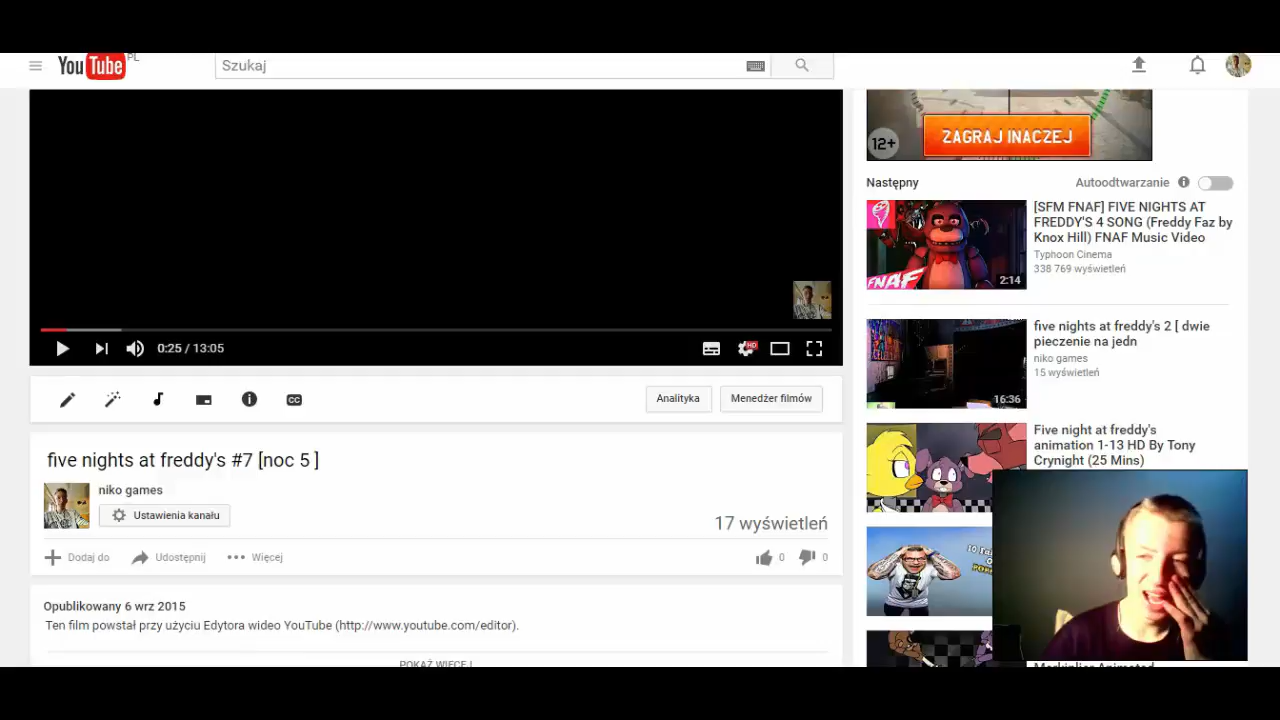 YouTube PL
Szukaj
ZAGRAJ INACZEJ
12+
Następny
Autoodtwarzanie
[SFM FNAF] FIVE NIGHTS AT
FREDDY'S 4 SONG (Freddy Faz by
Knox Hill) FNAF Music Video
Typhoon Cinema
338 769 wyświetleń
FNAF
2:14
five nights at freddy's 2 [ dwie
pieczenie na jedn
niko games
15 wyświetleń
16:36
Five night at freddy's
animation 1-13 HD By Tony
Crynight (25 Mins)
0:25 / 13:05
HD
CC
Analityka
Menedżer filmów
five nights at freddy's #7 [noc 5 ]
niko games
Ustawienia kanału
17 wyświetleń
Dodaj do
Udostępnij
Więcej
0
0
Opublikowany 6 wrz 2015
Ten film powstał przy użyciu Edytora wideo YouTube (http://www.youtube.com/editor).
POKAŻ WIĘCEJ
Markiplier Animated